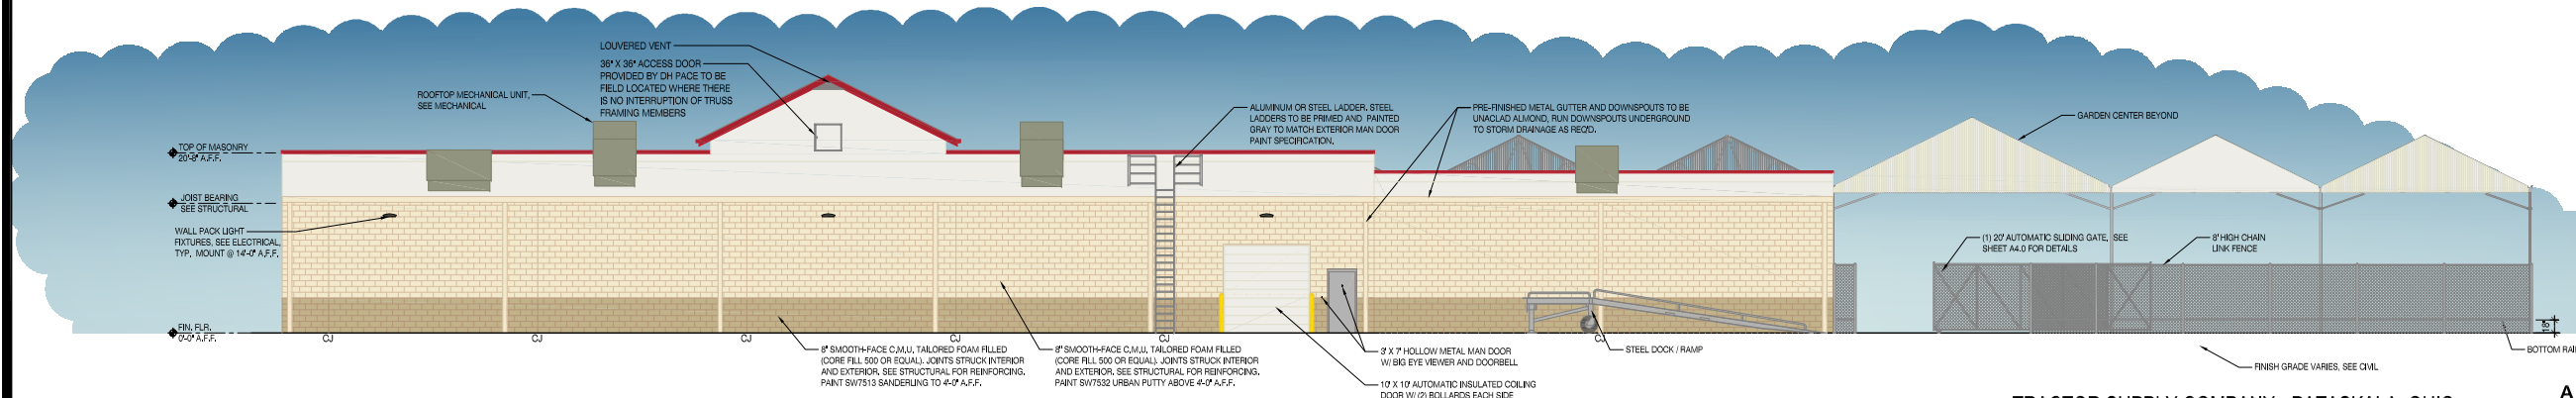 LOUVERED VENT
36" X 36" ACCESS DOOR
PROVIDED BY DH PACE TO BE
FIELD LOCATED WHERE THERE
IS NO INTERRUPTION OF TRUSS
FRAMING MEMBERS
ROOFTOP MECHANICAL UNIT,
SEE MECHANICAL
TOP OF MASONRY
20'-8" A.F.F.
JOIST BEARING
SEE STRUCTURAL
WALL PACK LIGHT
FIXTURES, SEE ELECTRICAL,
TYP. MOUNT @ 14'-0" A.F.F.
FIN. FLR.
0'-0" A.F.F.
ALUMINUM OR STEEL LADDER. STEEL
LADDERS TO BE PRIMED AND PAINTED
GRAY TO MATCH EXTERIOR MAN DOOR
PAINT SPECIFICATION.
PRE-FINISHED METAL GUTTER AND DOWNSPOUTS TO BE
UNACLAD ALMOND, RUN DOWNSPOUTS UNDERGROUND
TO STORM DRAINAGE AS REQ'D.
GARDEN CENTER BEYOND
(1) 20' AUTOMATIC SLIDING GATE, SEE
SHEET A4.0 FOR DETAILS
8' HIGH CHAIN
LINK FENCE
8" SMOOTH-FACE C.M.U. TAILORED FOAM FILLED
(CORE FILL 500 OR EQUAL). JOINTS STRUCK INTERIOR
AND EXTERIOR. SEE STRUCTURAL FOR REINFORCING.
PAINT SW7513 SANDERLING TO 4'-0" A.F.F.
8" SMOOTH-FACE C.M.U. TAILORED FOAM FILLED
(CORE FILL 500 OR EQUAL). JOINTS STRUCK INTERIOR
AND EXTERIOR. SEE STRUCTURAL FOR REINFORCING.
PAINT SW7532 URBAN PUTTY ABOVE 4'-0" A.F.F.
3' X 7' HOLLOW METAL MAN DOOR
W/ BIG EYE VIEWER AND DOORBELL
10' X 10' AUTOMATIC INSULATED COILING
DOOR W/ (2) BOLLARDS EACH SIDE
STEEL DOCK / RAMP
18"
BOTTOM RAI
FINISH GRADE VARIES, SEE CIVIL
TRACTOR SUPPLY COMPANY - PATASKALA, OHIO
A